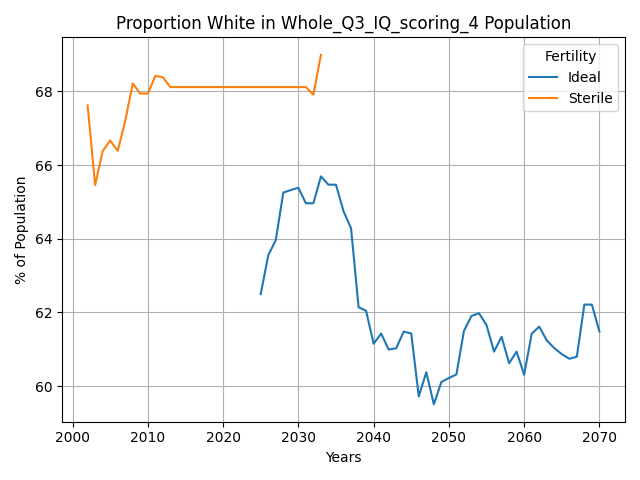 Proportion White in Whole_Q3_IQ_scoring_4 Population
% of Population
68
66
64
62
60
Fertility
Ideal
Sterile
2000 2010 2020 2030 2040 2050 2060 2070
Years